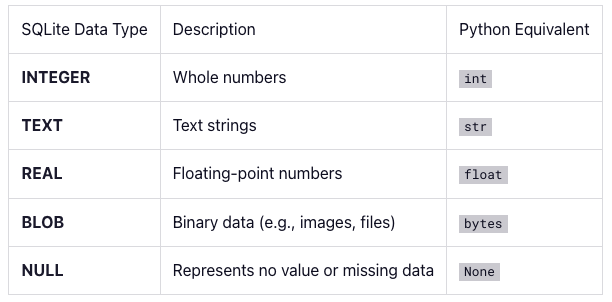 SQLite Data Type Description Python Equivalent
INTEGER Whole numbers int
TEXT Text strings str
REAL Floating-point numbers float
BLOB Binary data (e.g., images, files) bytes
NULL Represents no value or missing data None